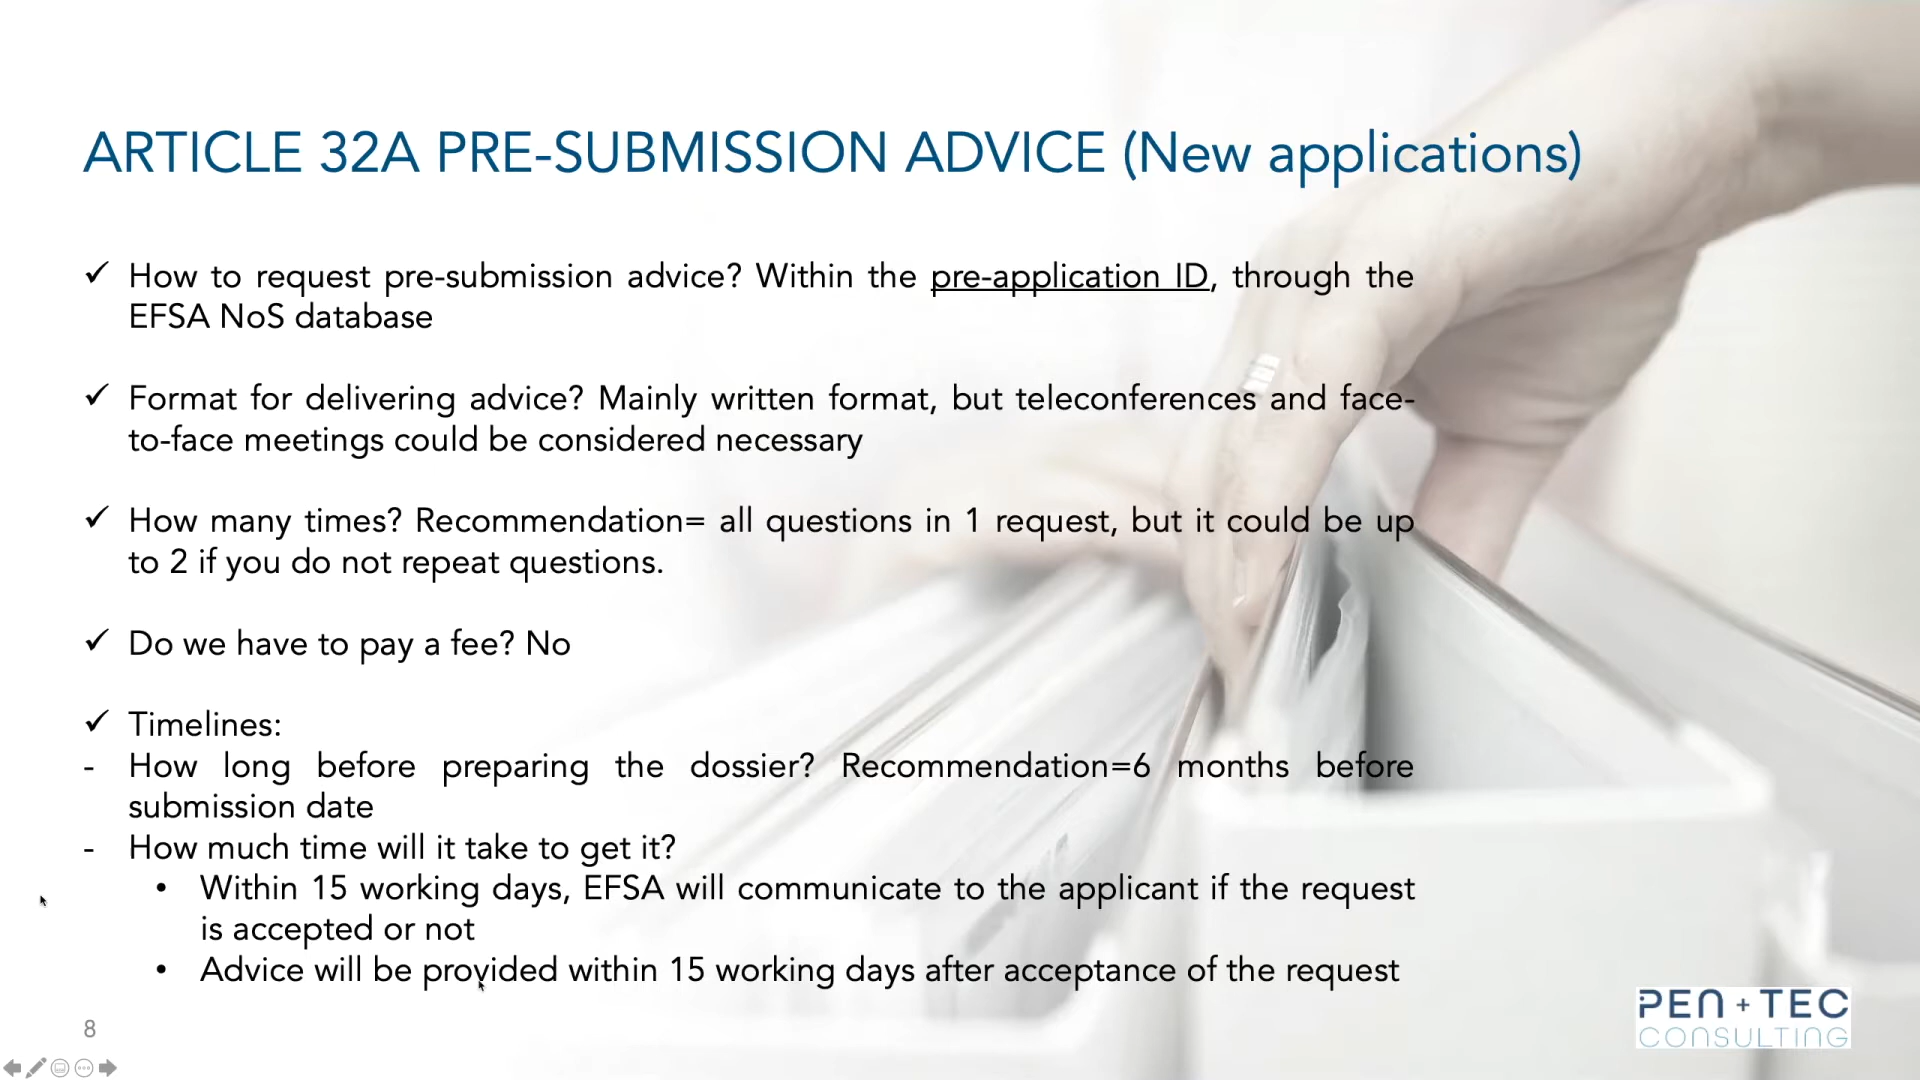 ARTICLE 32A PRE-SUBMISSION ADVICE (New applications)
✓ How to request pre-submission advice? Within the pre-application ID, through the
EFSA NoS database
✓ Format for delivering advice? Mainly written format, but teleconferences and face-
to-face meetings could be considered necessary
✓ How many times? Recommendation= all questions in 1 request, but it could be up
to 2 if you do not repeat questions.
✓ Do we have to pay a fee? No
✓ Timelines:
- How long before preparing the dossier? Recommendation=6 months before
submission date
- How much time will it take to get it?
• Within 15 working days, EFSA will communicate to the applicant if the request
is accepted or not
• Advice will be provided within 15 working days after acceptance of the request
8
PEN + TEC
CONSULTING